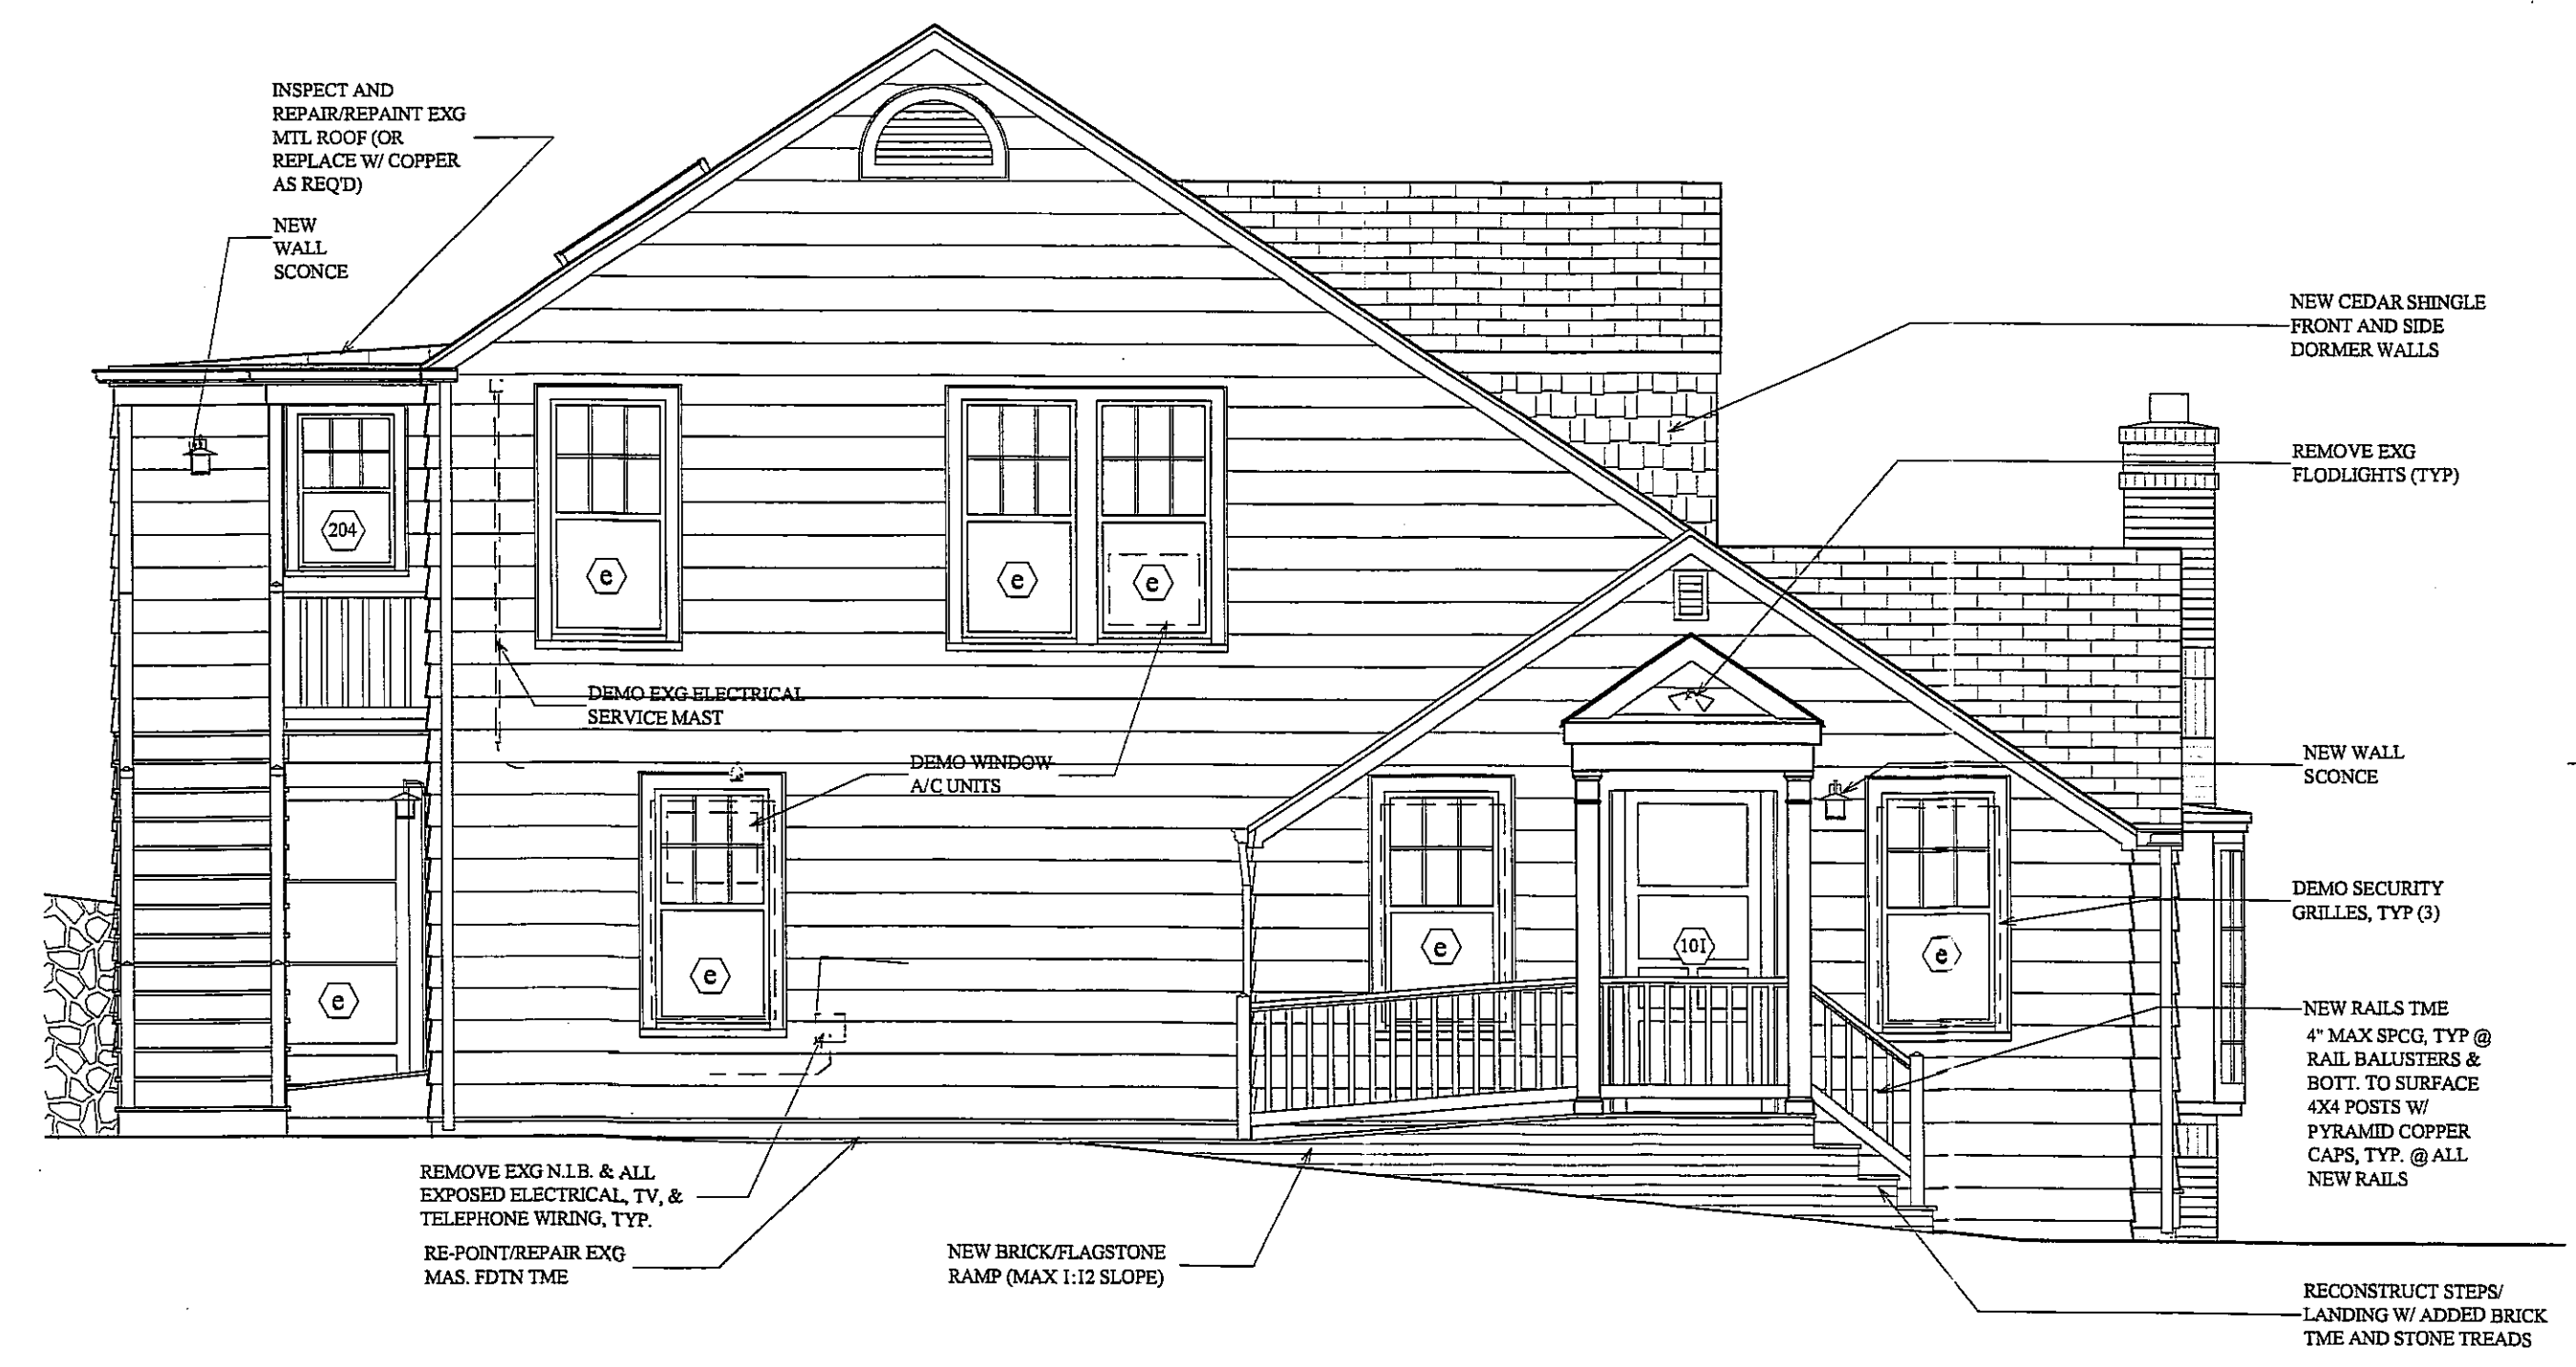 INSPECT AND
REPAIR/REPAINT EXG
MTL ROOF (OR
REPLACE W/ COPPER
AS REQ'D)
NEW
WALL
SCONCE
NEW CEDAR SHINGLE
FRONT AND SIDE
DORMER WALLS
REMOVE EXG
FLODLIGHTS (TYP)
204
e
e
e
DEMO EXG ELECTRICAL
SERVICE MAST
DEMO WINDOW
A/C UNITS
NEW WALL
SCONCE
DEMO SECURITY
GRILLES, TYP (3)
e
e
e
101
e
NEW RAILS TME
4" MAX SPCG, TYP @
RAIL BALUSTERS &
BOTT. TO SURFACE
4X4 POSTS W/
PYRAMID COPPER
CAPS, TYP. @ ALL
NEW RAILS
REMOVE EXG N.I.B. & ALL
EXPOSED ELECTRICAL, TV, &
TELEPHONE WIRING, TYP.
RE-POINT/REPAIR EXG
MAS. FDTN TME
NEW BRICK/FLAGSTONE
RAMP (MAX 1:12 SLOPE)
RECONSTRUCT STEPS/
LANDING W/ ADDED BRICK
TME AND STONE TREADS